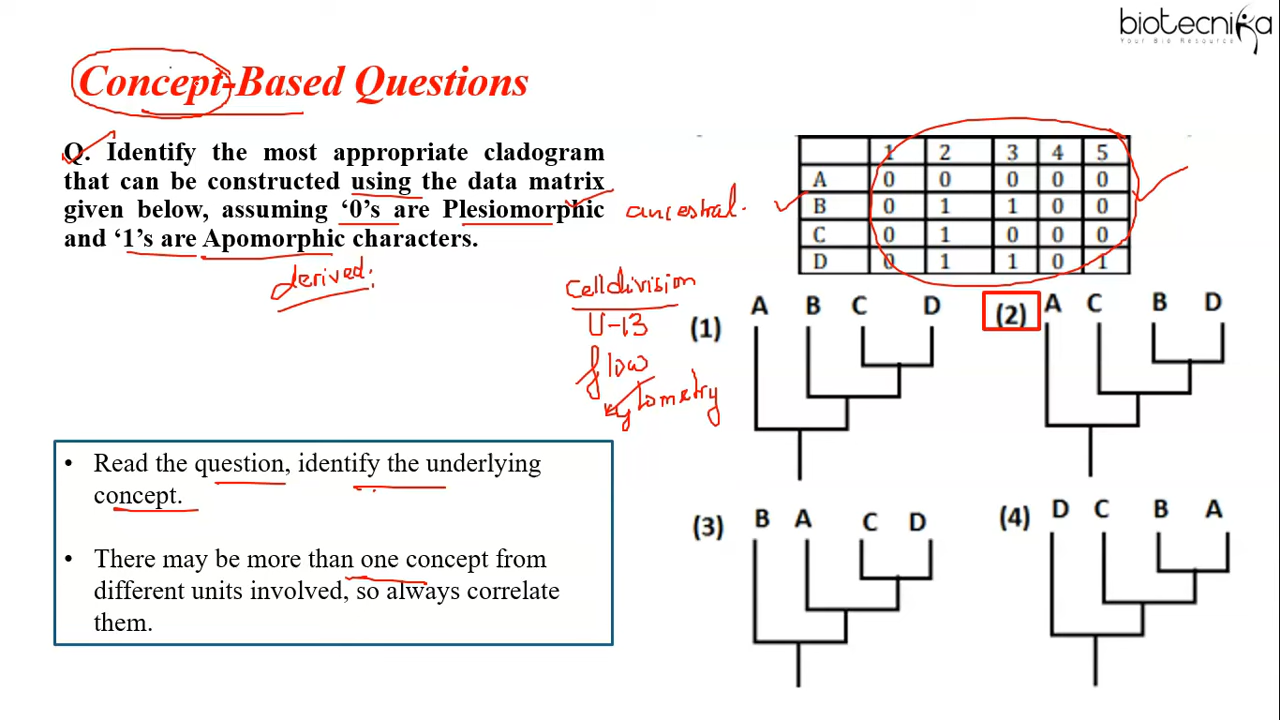 biotecnika
Your Bio Resource
Concept-Based Questions
Q. Identify the most appropriate cladogram
that can be constructed using the data matrix
given below, assuming ‘0’s are Plesiomorphic
and ‘1’s are Apomorphic characters.
ancestral.
derived.
1 2 3 4 5
A 0 0 0 0 0
B 0 1 1 0 0
C 0 1 0 0 0
D 0 1 1 0 1
Cell division
U-13
flow
cytometry
(1) A B C D
(2) A C B D
(3) B A C D
(4) D C B A
• Read the question, identify the underlying
concept.
• There may be more than one concept from
different units involved, so always correlate
them.